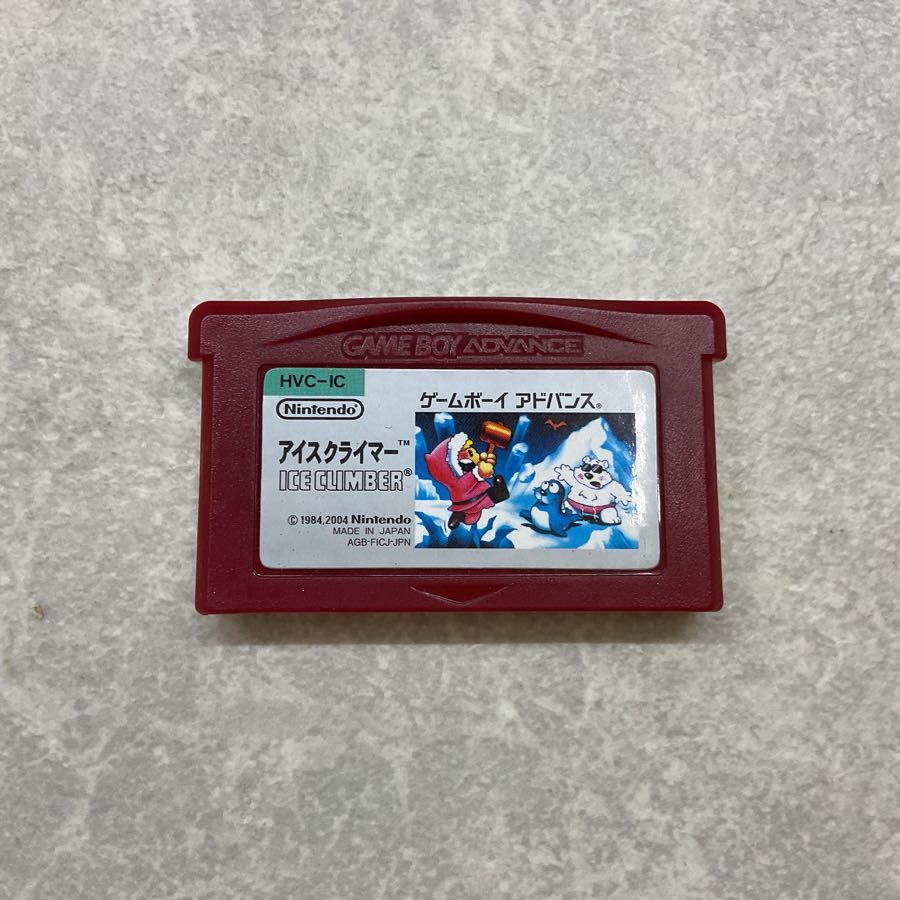 GAME BOY ADVANCE
HVC-IC
Nintendo
ゲームボーイ アドバンス®
アイスクライマー™
ICE CLIMBER®
© 1984,2004 Nintendo
MADE IN JAPAN
AGB-FICJ-JPN